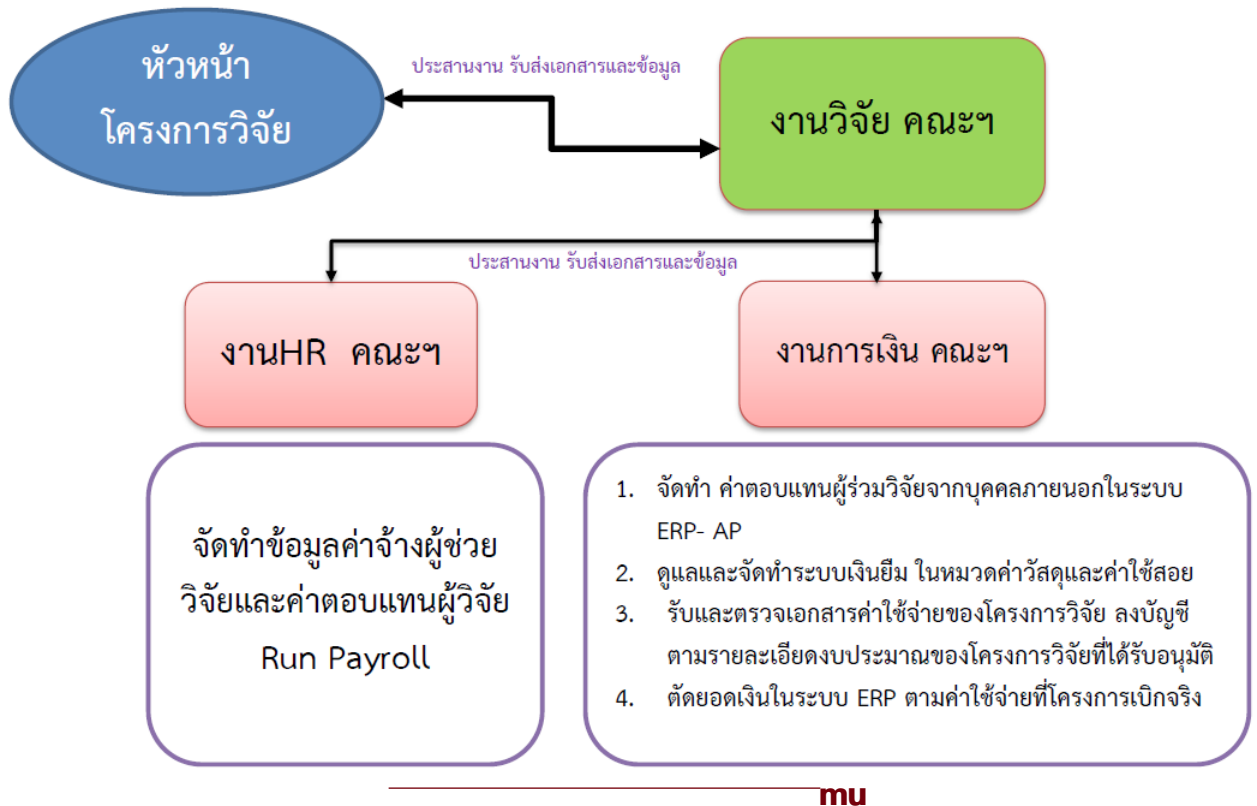 หัวหน้า
โครงการวิจัย
ประสานงาน รับส่งเอกสารและข้อมูล
งานวิจัย คณะฯ
ประสานงาน รับส่งเอกสารและข้อมูล
งานHR คณะฯ
งานการเงิน คณะฯ
จัดทำข้อมูลค่าจ้างผู้ช่วย
วิจัยและค่าตอบแทนผู้วิจัย
Run Payroll
1. จัดทำ ค่าตอบแทนผู้ร่วมวิจัยจากบุคคลภายนอกในระบบ
ERP- AP
2. ดูแลและจัดทำระบบเงินยืม ในหมวดค่าวัสดุและค่าใช้สอย
3. รับและตรวจเอกสารค่าใช้จ่ายของโครงการวิจัย ลงบัญชี
ตามรายละเอียดงบประมาณของโครงการวิจัยที่ได้รับอนุมัติ
4. ตัดยอดเงินในระบบ ERP ตามค่าใช้จ่ายที่โครงการเบิกจริง
mu